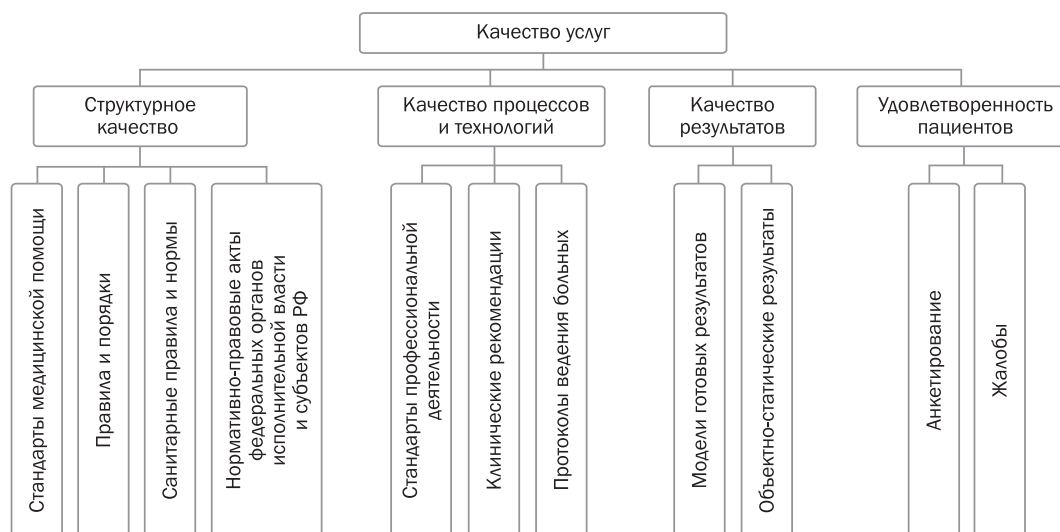 Качество услуг
Структурное
качество
Качество процессов
и технологий
Качество
результатов
Удовлетворенность
пациентов
Стандарты медицинской помощи
Правила и порядки
Санитарные правила и нормы
Нормативно-правовые акты
федеральных органов
исполнительной власти
и субъектов РФ
Стандарты профессиональной
деятельности
Клинические рекомендации
Протоколы ведения больных
Модели готовых результатов
Объектно-статические результаты
Анкетирование
Жалобы